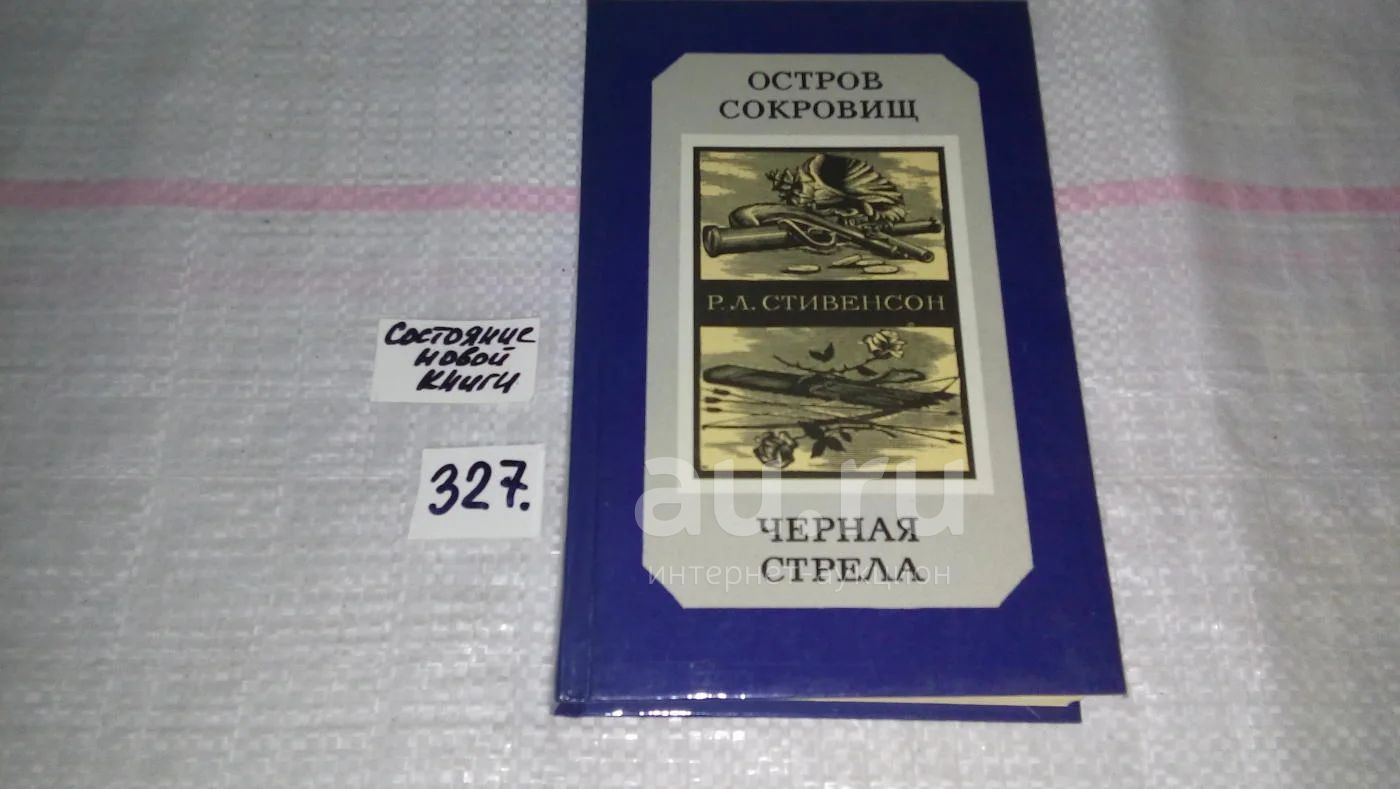 ОСТРОВ
СОКРОВИЩ
Р. Л. СТИВЕНСОН
ЧЕРНАЯ
СТРЕЛА
Состояние
новой
книги
327.
au.ru
интернет-аукцион